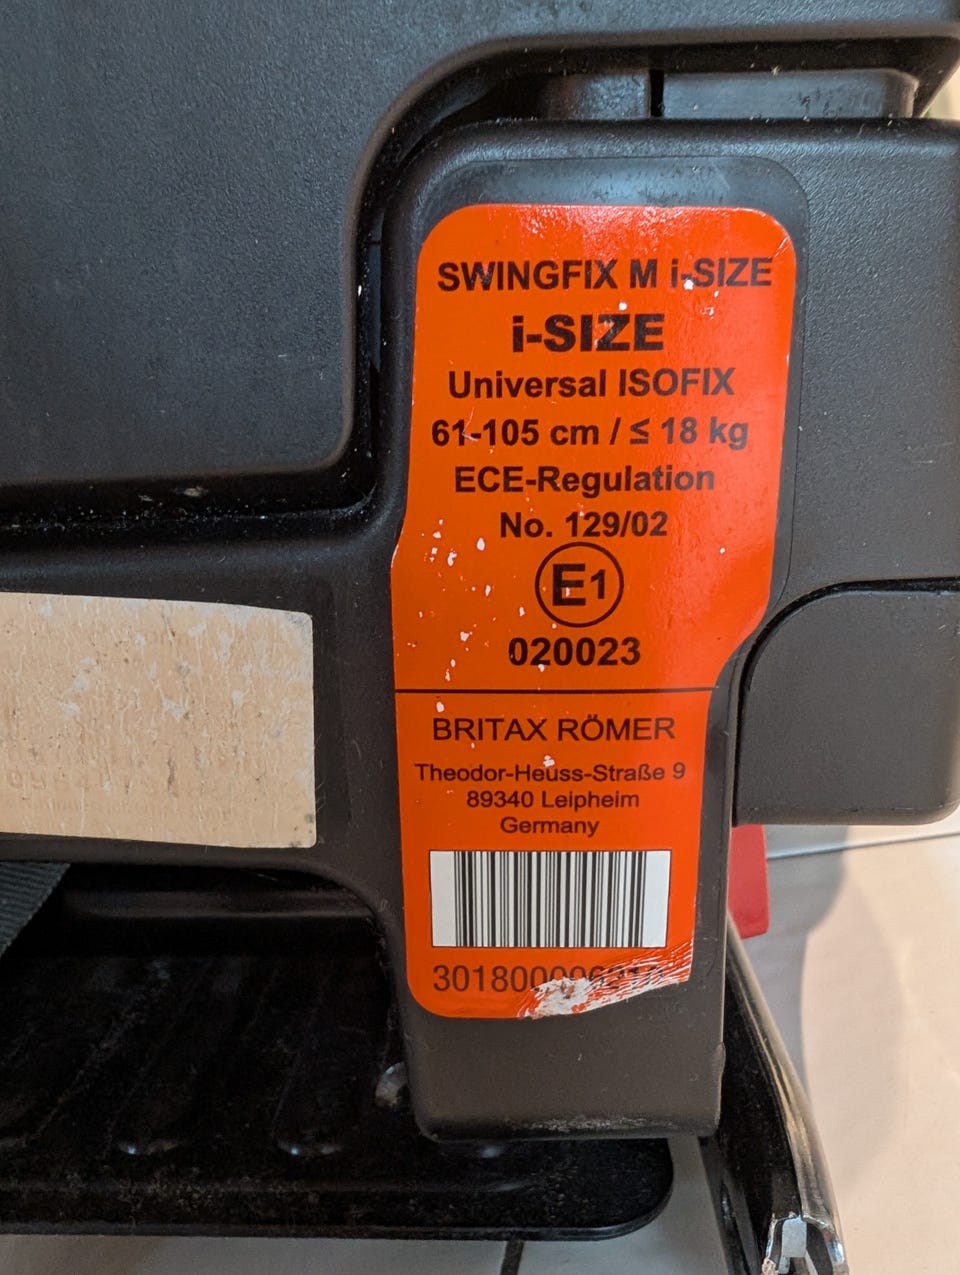 SWINGFIX M i-SIZE
i-SIZE
Universal ISOFIX
61-105 cm / ≤ 18 kg
ECE-Regulation
No. 129/02
E1
020023
BRITAX RÖMER
Theodor-Heuss-Straße 9
89340 Leipheim
Germany